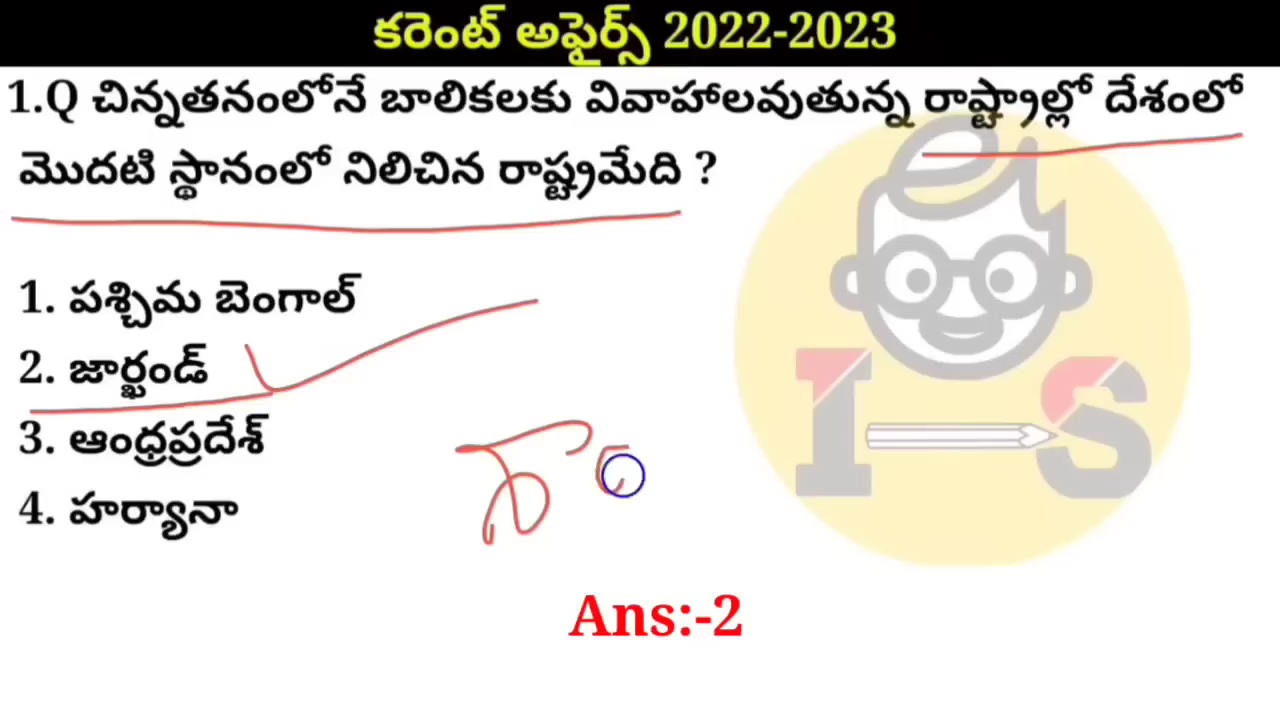 కరెంట్ అఫైర్స్ 2022-2023
1.Q చిన్నతనంలోనే బాలికలకు వివాహాలవుతున్న రాష్ట్రాల్లో దేశంలో
మొదటి స్థానంలో నిలిచిన రాష్ట్రమేది ?
1. పశ్చిమ బెంగాల్
2. జార్ఖండ్
3. ఆంధ్రప్రదేశ్
4. హర్యానా
I S
Ans:-2